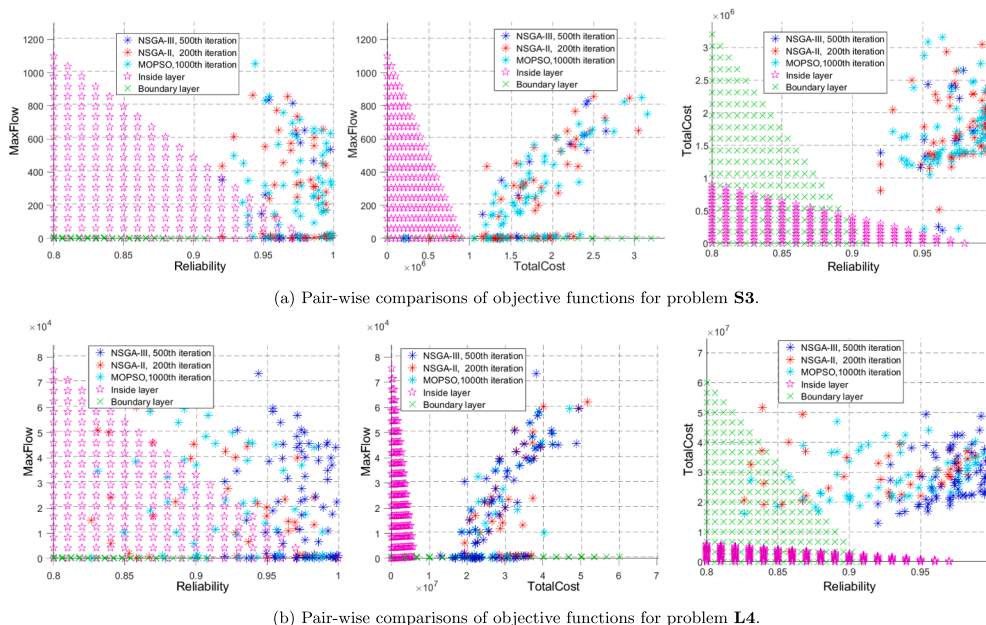 1200
1000
800
600
400
200
0
MaxFlow
NSGA-III, 500th iteration
NSGA-II, 200th iteration
MOPSO,1000th iteration
Inside layer
Boundary layer
0.8 0.85 0.9 0.95 1
Reliability
1200
1000
800
600
400
200
0
MaxFlow
NSGA-III, 500th iteration
NSGA-II, 200th iteration
MOPSO,1000th iteration
Inside layer
Boundary layer
0 0.5 1 1.5 2 2.5 3
×10⁶
TotalCost
×10⁶
3
2.5
2
1.5
1
0.5
0
TotalCost
NSGA-III, 500th iteration
NSGA-II, 200th iteration
MOPSO,1000th iteration
Inside layer
Boundary layer
0.8 0.85 0.9 0.95
Reliability
(a) Pair-wise comparisons of objective functions for problem S3.
×10⁴
8
7
6
5
4
3
2
1
0
MaxFlow
NSGA-III, 500th iteration
NSGA-II, 200th iteration
MOPSO,1000th iteration
Inside layer
Boundary layer
0.8 0.85 0.9 0.95 1
Reliability
×10⁴
8
7
6
5
4
3
2
1
0
MaxFlow
NSGA-III, 500th iteration
NSGA-II, 200th iteration
MOPSO,1000th iteration
Inside layer
Boundary layer
0 1 2 3 4 5 6 7
×10⁷
TotalCost
×10⁷
7
6
5
4
3
2
1
0
TotalCost
NSGA-III, 500th iteration
NSGA-II, 200th iteration
MOPSO,1000th iteration
Inside layer
Boundary layer
0.8 0.85 0.9 0.95
Reliability
(b) Pair-wise comparisons of objective functions for problem L4.